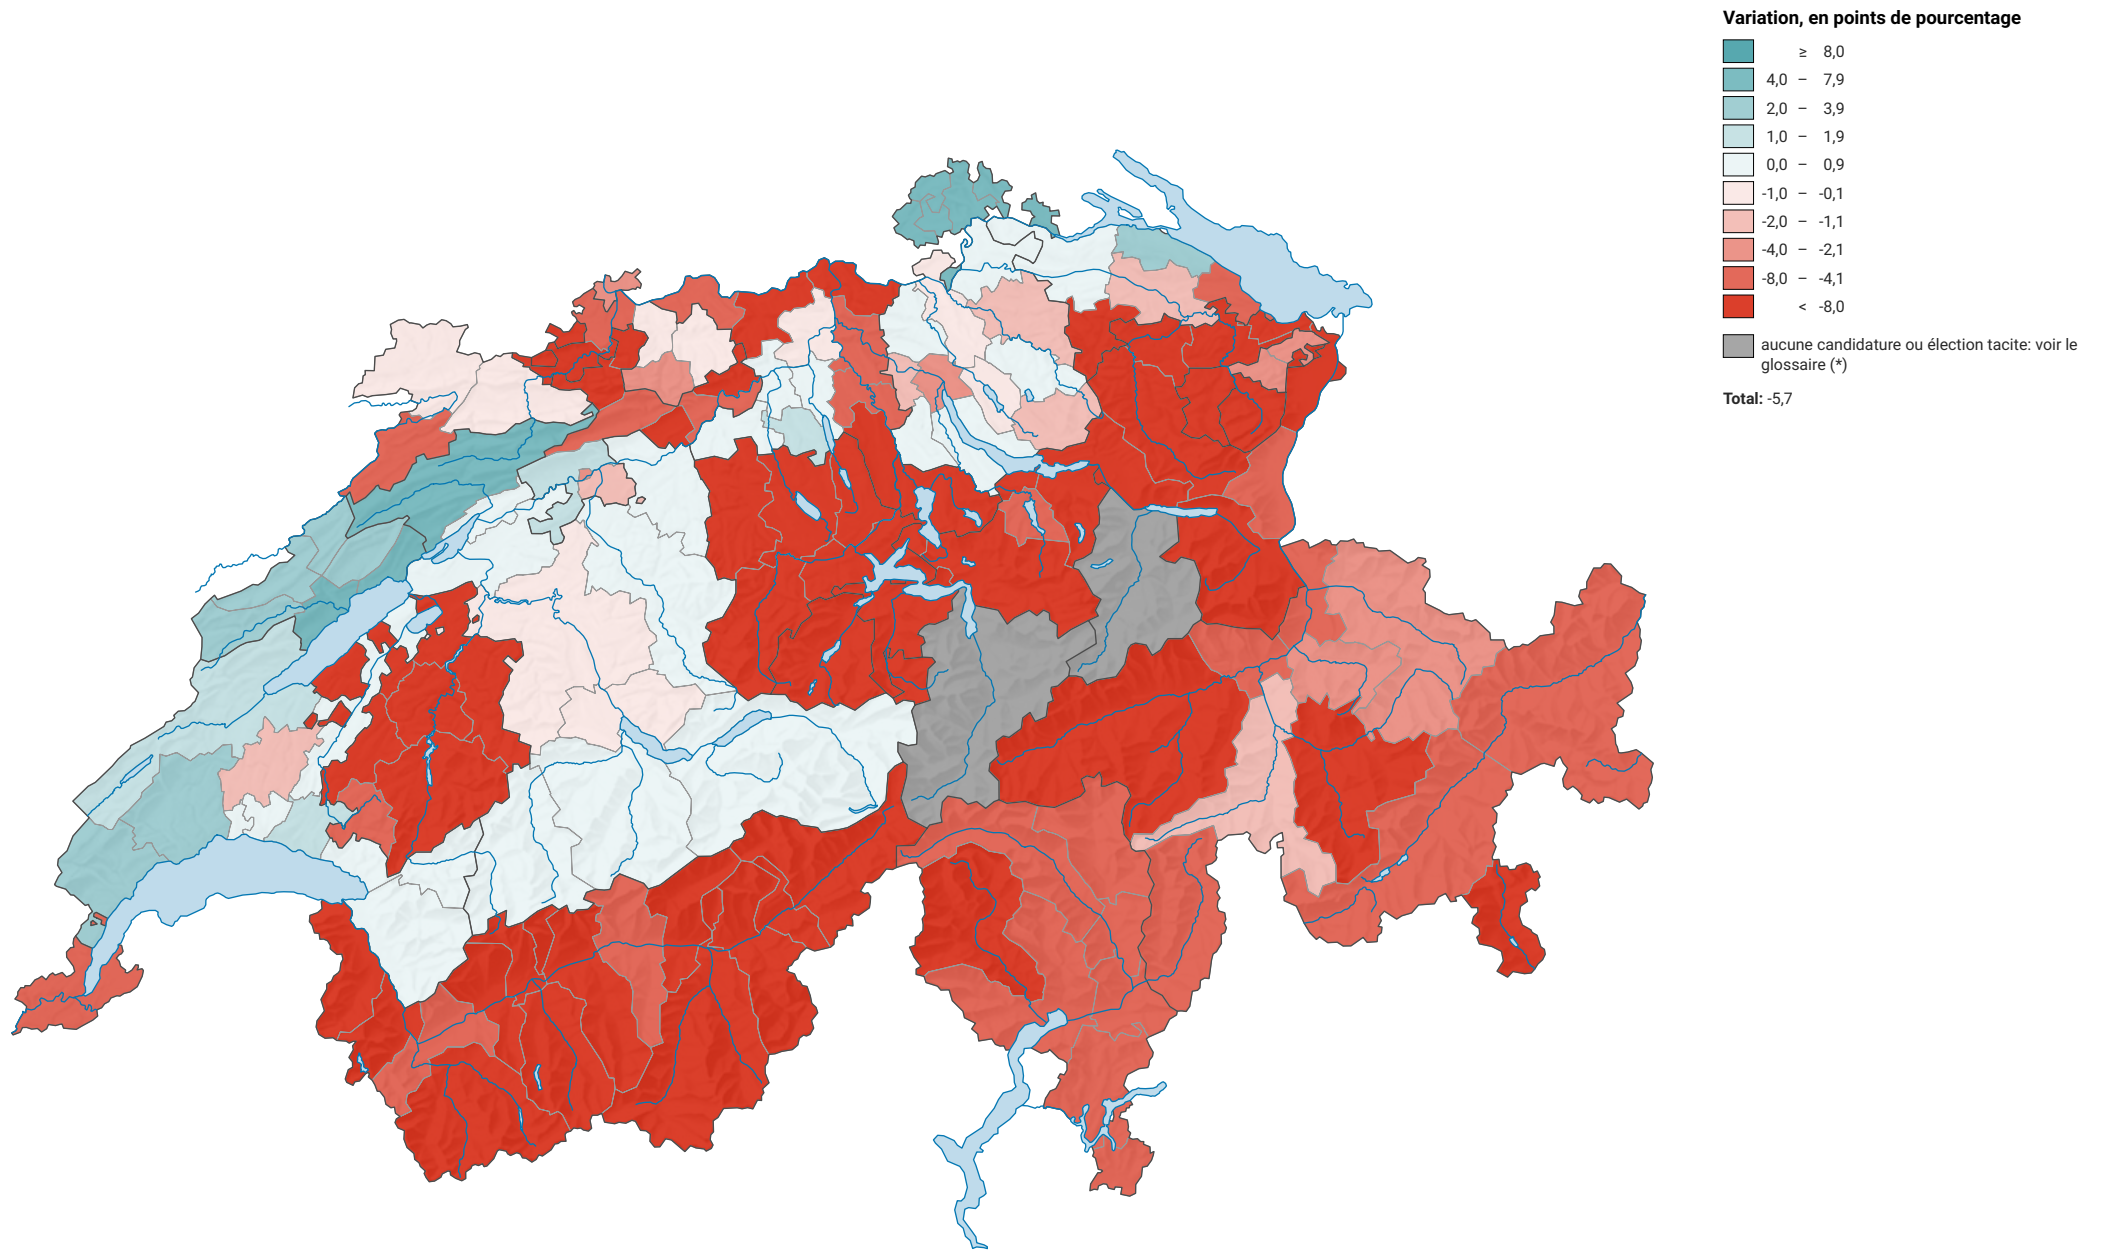 Variation, en points de pourcentage
≥ 8,0
4,0 – 7,9
2,0 – 3,9
1,0 – 1,9
0,0 – 0,9
-1,0 – -0,1
-2,0 – -1,1
-4,0 – -2,1
-8,0 – -4,1
< -8,0
aucune candidature ou élection tacite: voir le
glossaire (*)
Total: -5,7